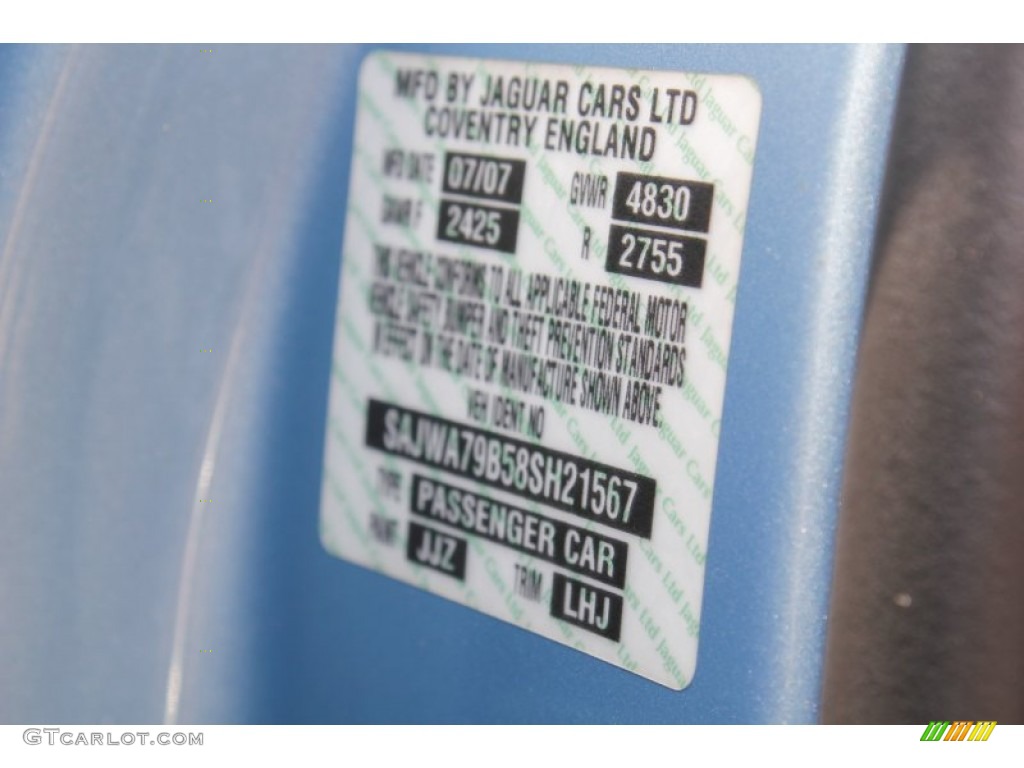 MFD BY JAGUAR CARS LTD
COVENTRY ENGLAND
MFD DATE 07/07 GVWR 4830
GAWR F 2425 R 2755
THIS VEHICLE CONFORMS TO ALL APPLICABLE FEDERAL MOTOR
VEHICLE SAFETY, BUMPER AND THEFT PREVENTION STANDARDS
IN EFFECT ON THE DATE OF MANUFACTURE SHOWN ABOVE.
VEH IDENT NO
SAJWA79B58SH21567
TYPE PASSENGER CAR
PAINT JJZ TRIM LHJ
GTCARLOT.COM